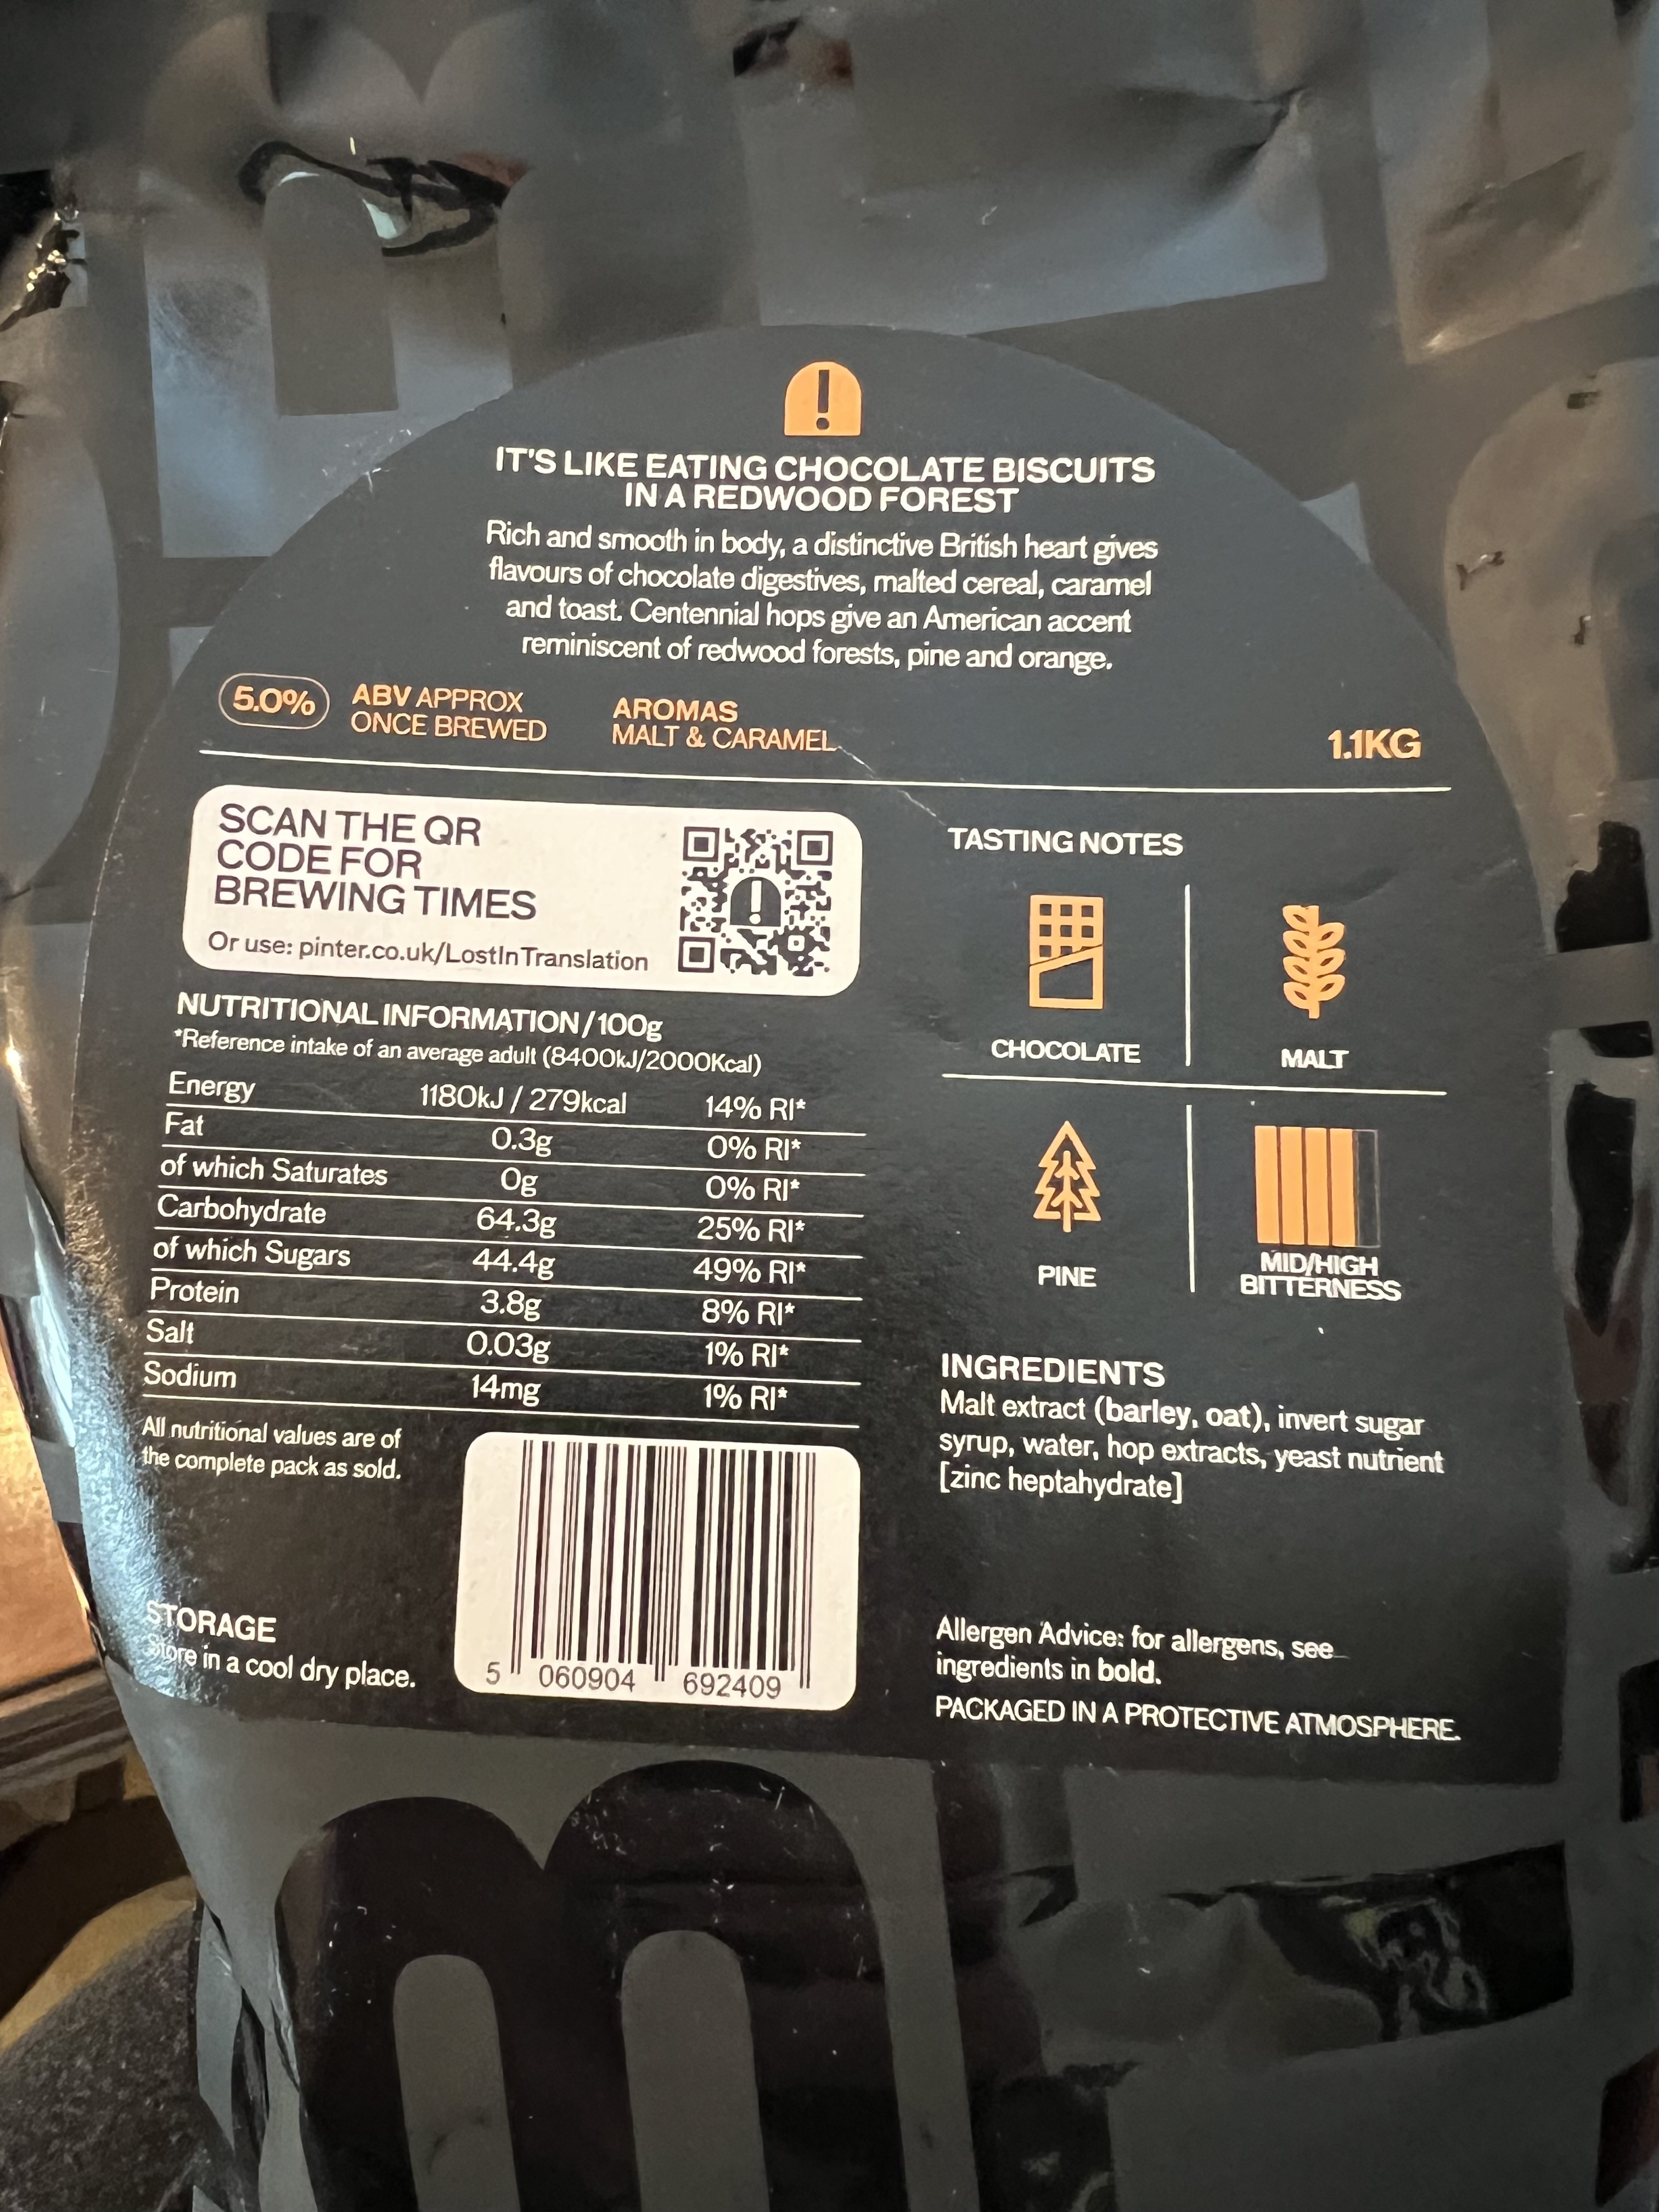 !
IT'S LIKE EATING CHOCOLATE BISCUITS
IN A REDWOOD FOREST
Rich and smooth in body, a distinctive British heart gives
flavours of chocolate digestives, malted cereal, caramel
and toast. Centennial hops give an American accent
reminiscent of redwood forests, pine and orange.
5.0% ABV APPROX
ONCE BREWED
AROMAS
MALT & CARAMEL
1.1KG
SCAN THE QR
CODE FOR
BREWING TIMES
Or use: pinter.co.uk/LostInTranslation
NUTRITIONAL INFORMATION/100g
*Reference intake of an average adult (8400kJ/2000Kcal)
Energy 1180kJ / 279kcal 14% RI*
Fat 0.3g 0% RI*
of which Saturates 0g 0% RI*
Carbohydrate 64.3g 25% RI*
of which Sugars 44.4g 49% RI*
Protein 3.8g 8% RI*
Salt 0.03g 1% RI*
Sodium 14mg 1% RI*
All nutritional values are of
the complete pack as sold.
STORAGE
Store in a cool dry place.
5 060904 692409
TASTING NOTES
CHOCOLATE
MALT
PINE
MID/HIGH
BITTERNESS
INGREDIENTS
Malt extract (barley, oat), invert sugar
syrup, water, hop extracts, yeast nutrient
[zinc heptahydrate]
Allergen Advice: for allergens, see
ingredients in bold.
PACKAGED IN A PROTECTIVE ATMOSPHERE.